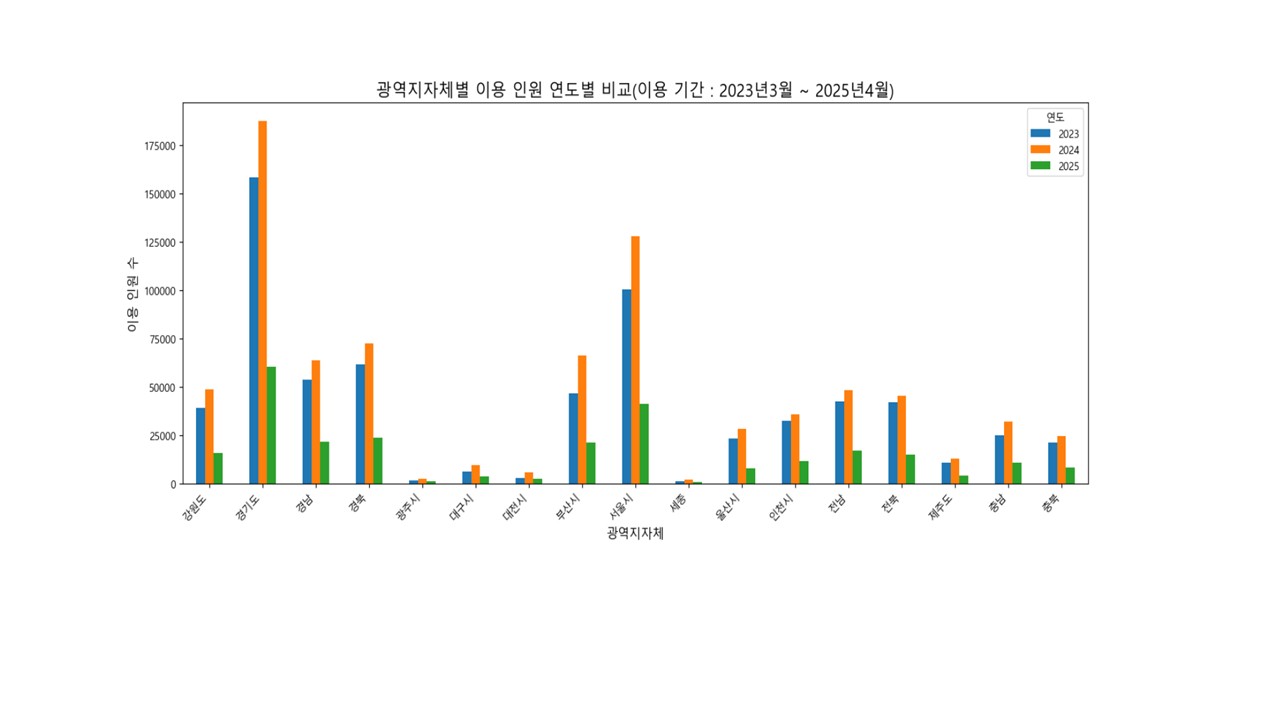 광역지자체별 이용 인원 연도별 비교(이용 기간 : 2023년3월 ~ 2025년4월)
연도
2023
2024
2025
이용 인원 수
175000
150000
125000
100000
75000
50000
25000
0
강원도 경기도 경남 경북 광주시 대구시 대전시 부산시 서울시 세종 울산시 인천시 전남 전북 제주도 충남 충북
광역지자체